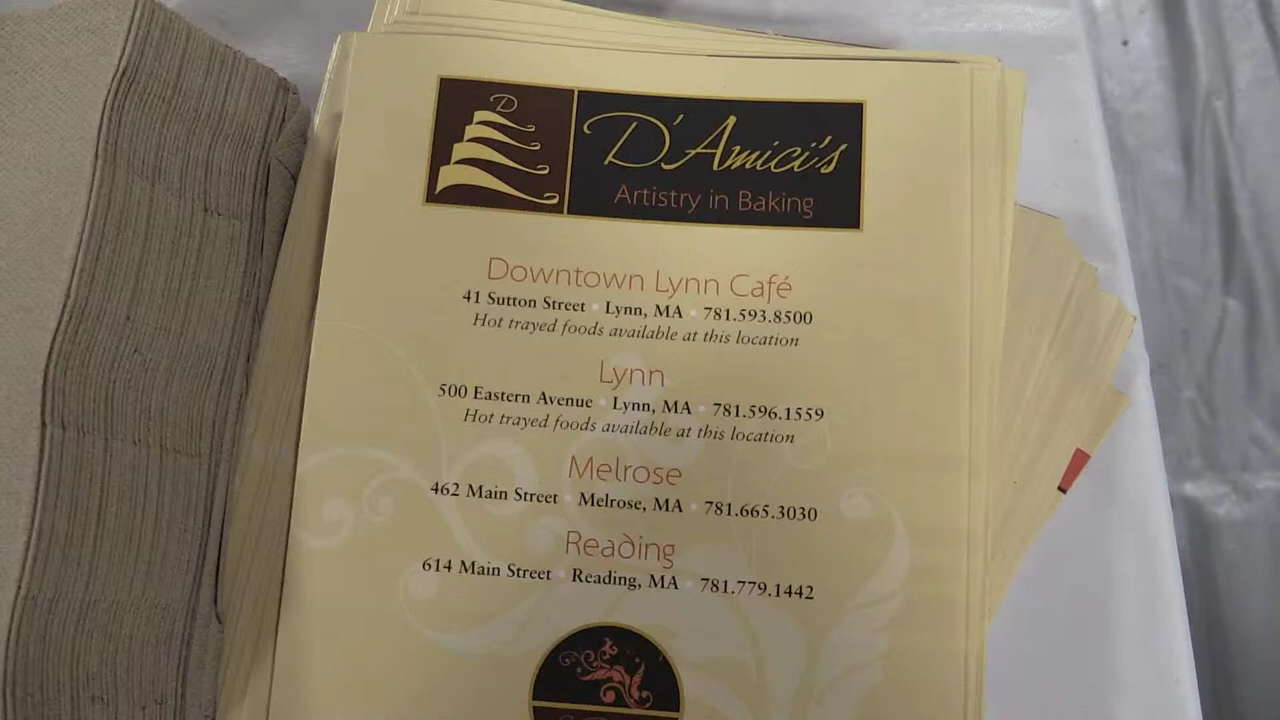 D
D'Amici's
Artistry in Baking
Downtown Lynn Café
41 Sutton Street • Lynn, MA • 781.593.8500
Hot trayed foods available at this location
Lynn
500 Eastern Avenue • Lynn, MA • 781.596.1559
Hot trayed foods available at this location
Melrose
462 Main Street • Melrose, MA • 781.665.3030
Reading
614 Main Street • Reading, MA • 781.779.1442